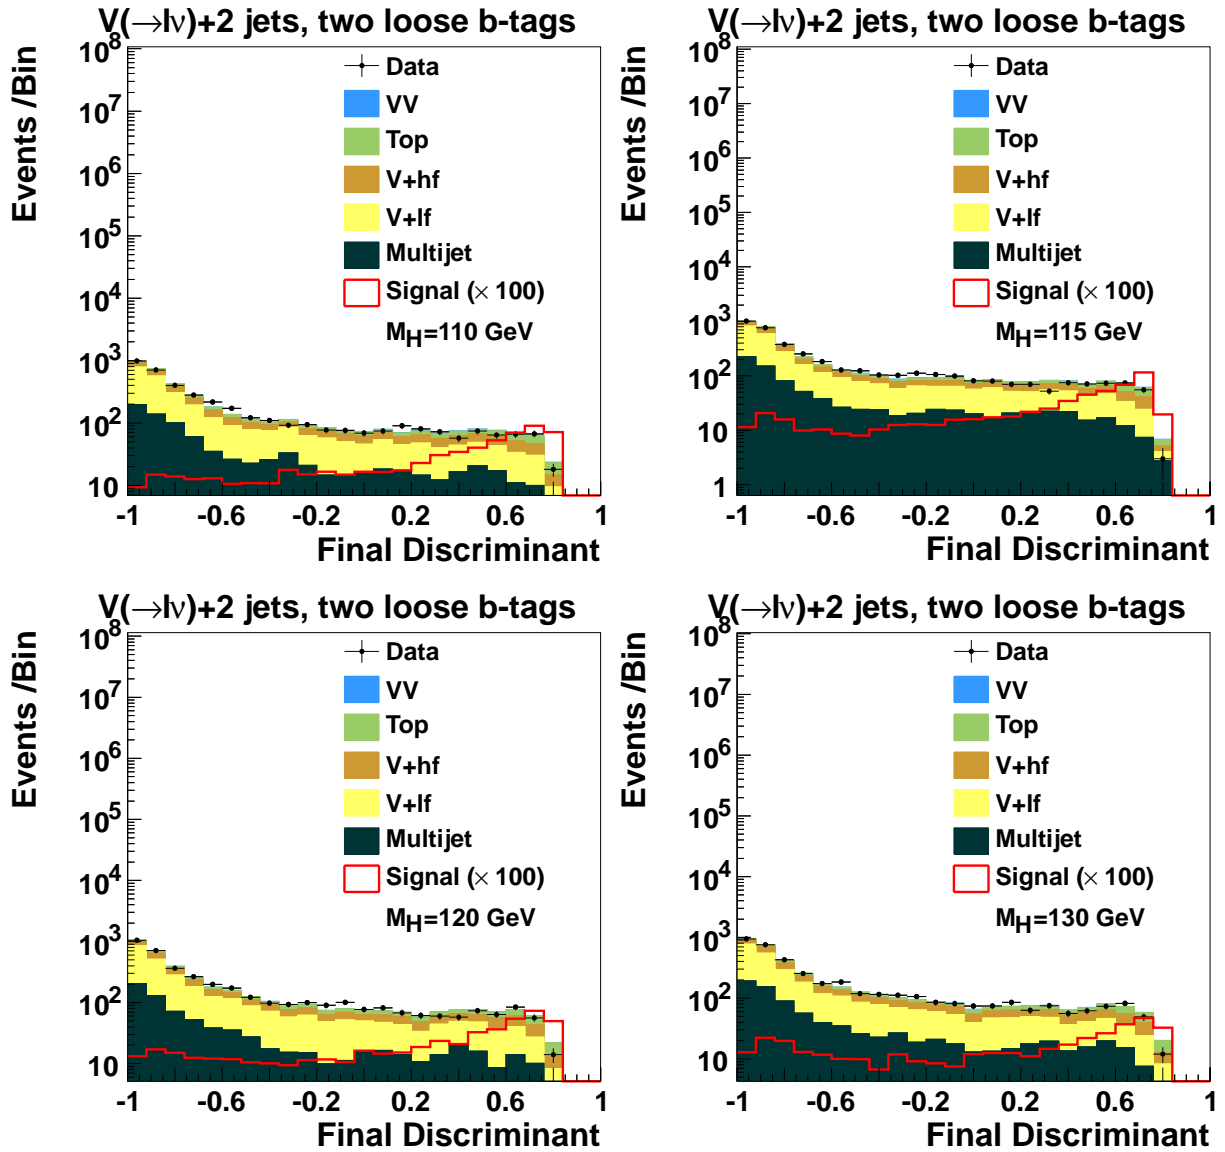 V(→lν)+2 jets, two loose b-tags
Events /Bin
10^8
10^7
10^6
10^5
10^4
10^3
10^2
10
Data
VV
Top
V+hf
V+lf
Multijet
Signal (× 100)
M_H=110 GeV
-1 -0.6 -0.2 0.2 0.6 1
Final Discriminant
V(→lν)+2 jets, two loose b-tags
Events /Bin
10^8
10^7
10^6
10^5
10^4
10^3
10^2
10
1
Data
VV
Top
V+hf
V+lf
Multijet
Signal (× 100)
M_H=115 GeV
-1 -0.6 -0.2 0.2 0.6 1
Final Discriminant
V(→lν)+2 jets, two loose b-tags
Events /Bin
10^8
10^7
10^6
10^5
10^4
10^3
10^2
10
Data
VV
Top
V+hf
V+lf
Multijet
Signal (× 100)
M_H=120 GeV
-1 -0.6 -0.2 0.2 0.6 1
Final Discriminant
V(→lν)+2 jets, two loose b-tags
Events /Bin
10^8
10^7
10^6
10^5
10^4
10^3
10^2
10
Data
VV
Top
V+hf
V+lf
Multijet
Signal (× 100)
M_H=130 GeV
-1 -0.6 -0.2 0.2 0.6 1
Final Discriminant